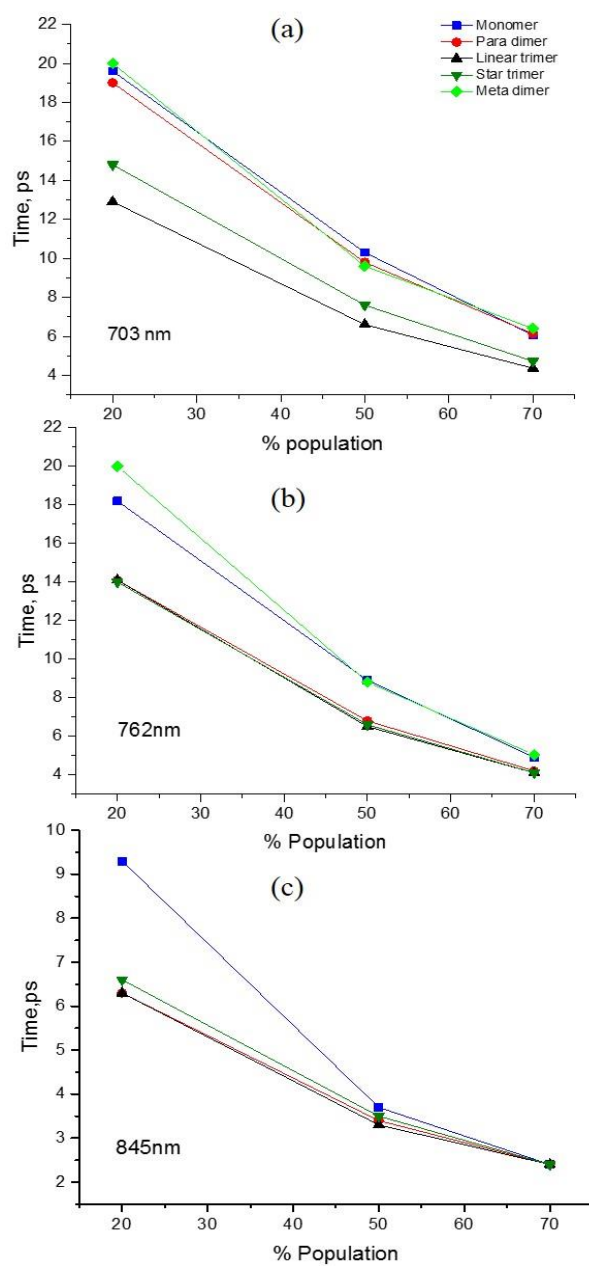 (a)
Monomer
Para dimer
Linear trimer
Star trimer
Meta dimer
22
20
18
16
14
12
10
8
6
4
Time, ps
703 nm
20 30 40 50 60 70
% population
(b)
22
20
18
16
14
12
10
8
6
4
Time, ps
762nm
20 30 40 50 60 70
% Population
(c)
10
9
8
7
6
5
4
3
2
Time,ps
845nm
20 30 40 50 60 70
% Population